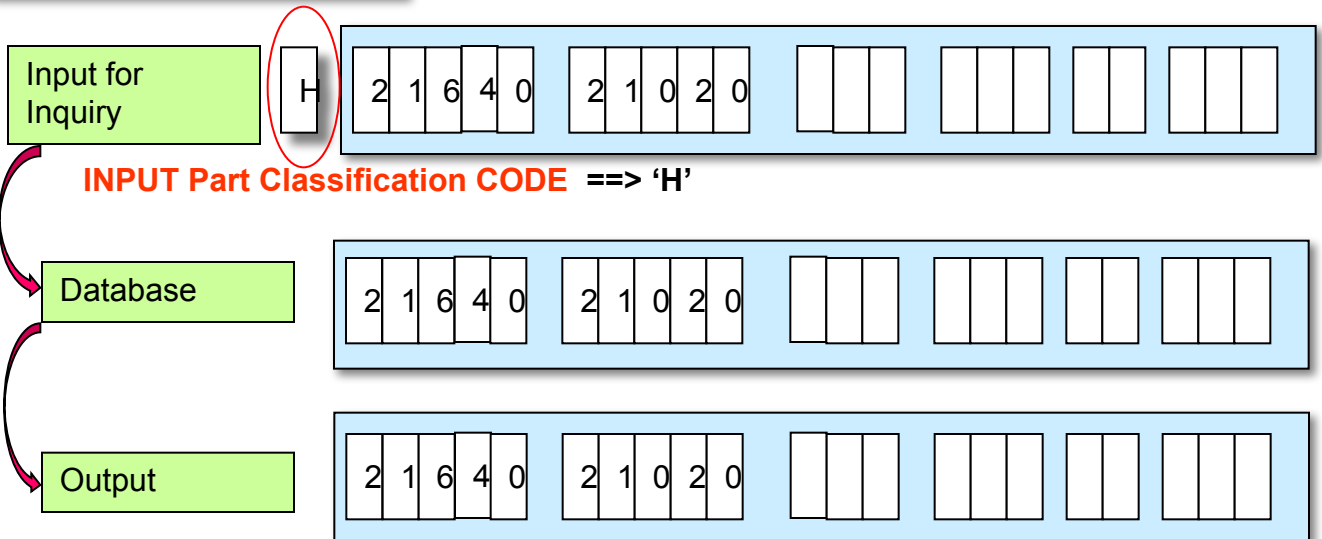 Input for
Inquiry
H 2 1 6 4 0 2 1 0 2 0
INPUT Part Classification CODE ==> ‘H’
Database
2 1 6 4 0 2 1 0 2 0
Output
2 1 6 4 0 2 1 0 2 0